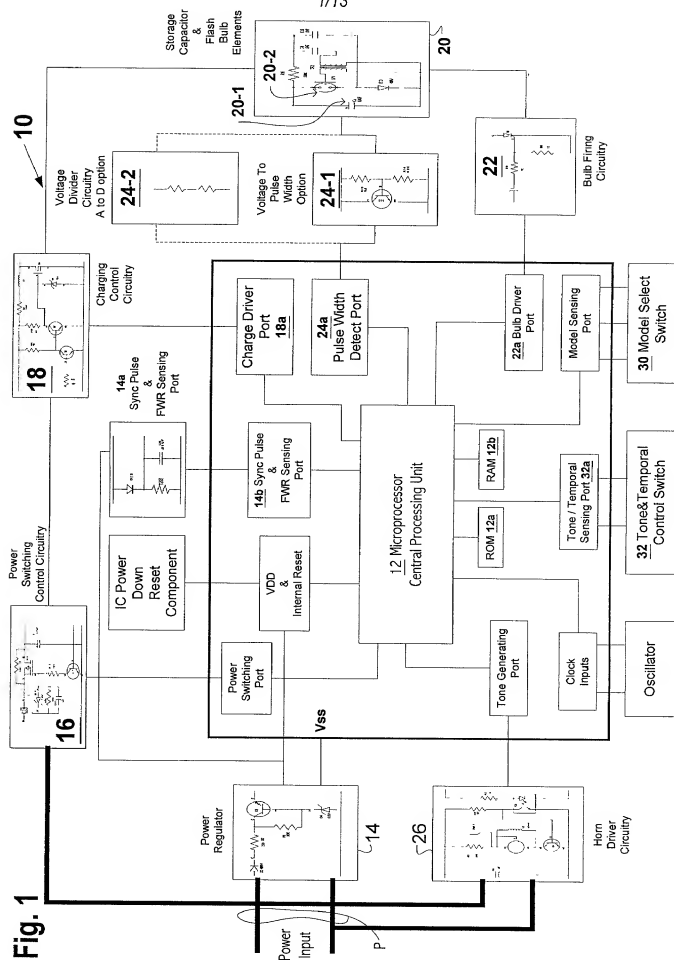 1/13
Fig. 1
10
Power
Switching
Control Circuitry
16
Charging
Control
Circuitry
18
Voltage
Divider
Circuitry
A to D option
24-2
Voltage To
Pulse
Width
Option
24-1
Storage
Capacitor
&
Flash
Bulb
Elements
20-1
20-2
20
14a
Sync Pulse
&
FWR Sensing
Port
IC Power
Down
Reset
Component
22
Bulb Firing
Circuitry
Power
Regulator
14
Vss
Power
Input
P
Power
Switching
Port
VDD
&
Internal Reset
14b Sync Pulse
&
FWR Sensing
Port
Charge Driver
Port
18a
24a
Pulse Width
Detect Port
12 Microprocessor
Central Processing Unit
22a Bulb Driver
Port
Tone Generating
Port
ROM 12a
RAM 12b
Clock
Inputs
Tone / Temporal
Sensing Port 32a
Model Sensing
Port
26
Horn
Driver
Circuitry
Oscillator
32 Tone&Temporal
Control Switch
30 Model Select
Switch